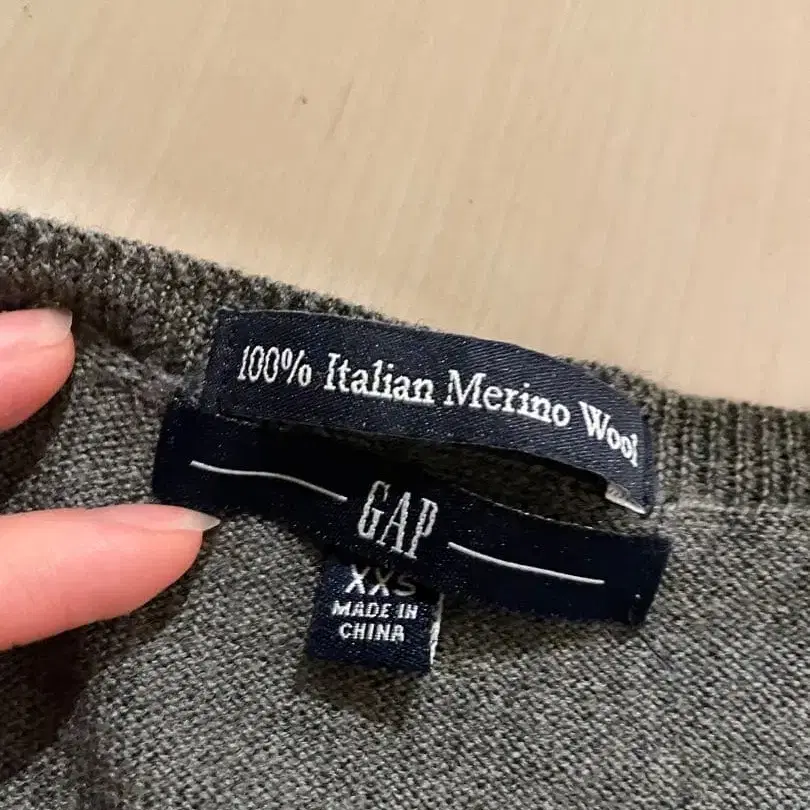 100% Italian Merino Wool
GAP
XXS
MADE IN
CHINA